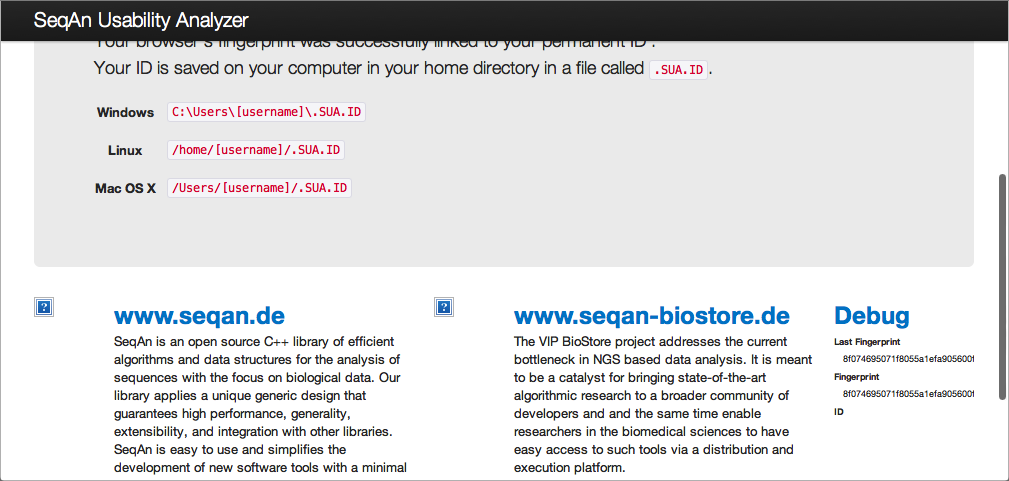 SeqAn Usability Analyzer
Your browser's fingerprint was successfully linked to your permanent ID .
Your ID is saved on your computer in your home directory in a file called .SUA.ID.
Windows C:\Users\[username]\.SUA.ID
Linux /home/[username]/.SUA.ID
Mac OS X /Users/[username]/.SUA.ID
www.seqan.de
SeqAn is an open source C++ library of efficient
algorithms and data structures for the analysis of
sequences with the focus on biological data. Our
library applies a unique generic design that
guarantees high performance, generality,
extensibility, and integration with other libraries.
SeqAn is easy to use and simplifies the
development of new software tools with a minimal
www.seqan-biostore.de
The VIP BioStore project addresses the current
bottleneck in NGS based data analysis. It is meant
to be a catalyst for bringing state-of-the-art
algorithmic research to a broader community of
developers and and the same time enable
researchers in the biomedical sciences to have
easy access to such tools via a distribution and
execution platform.
Debug
Last Fingerprint
8f074695071f8055a1efa905600f
Fingerprint
8f074695071f8055a1efa905600f
ID